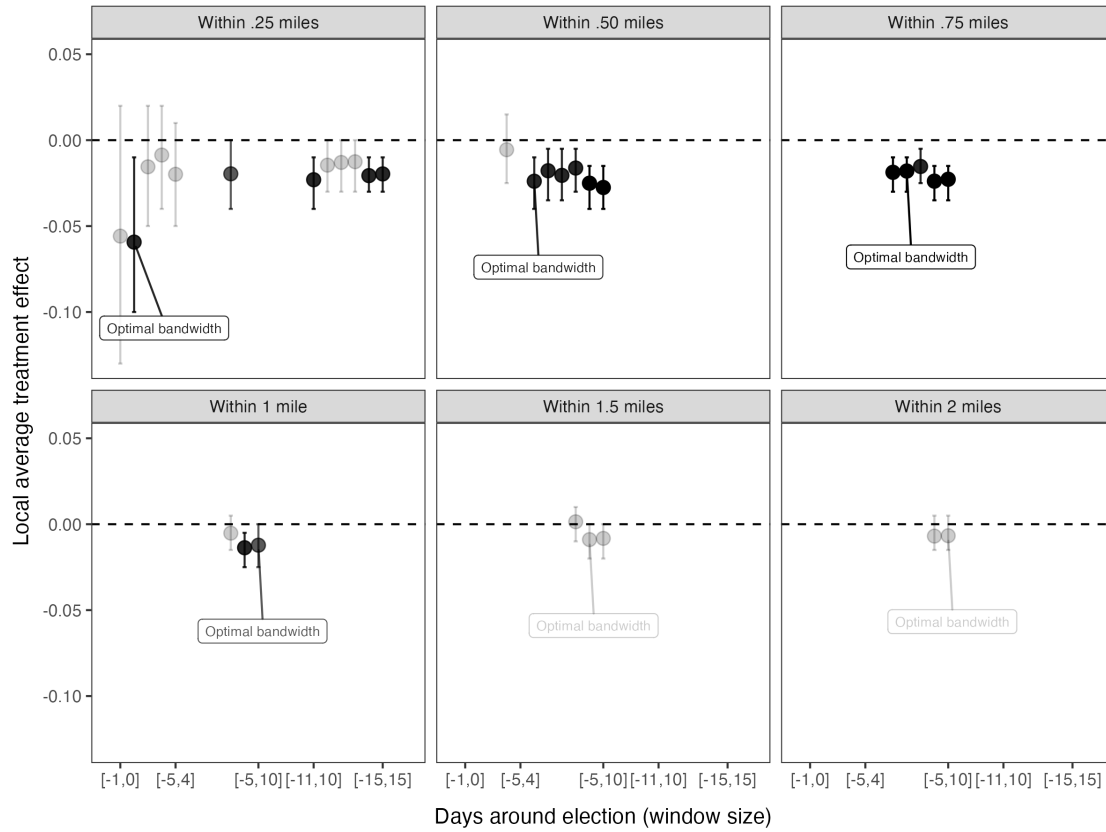 Within .25 miles
Within .50 miles
Within .75 miles
0.05
0.00
-0.05
-0.10
Optimal bandwidth
Optimal bandwidth
Optimal bandwidth
Local average treatment effect
Within 1 mile
Within 1.5 miles
Within 2 miles
0.05
0.00
-0.05
-0.10
Optimal bandwidth
Optimal bandwidth
Optimal bandwidth
[-1,0] [-5,4] [-5,10] [-11,10] [-15,15]
[-1,0] [-5,4] [-5,10] [-11,10] [-15,15]
[-1,0] [-5,4] [-5,10] [-11,10] [-15,15]
Days around election (window size)